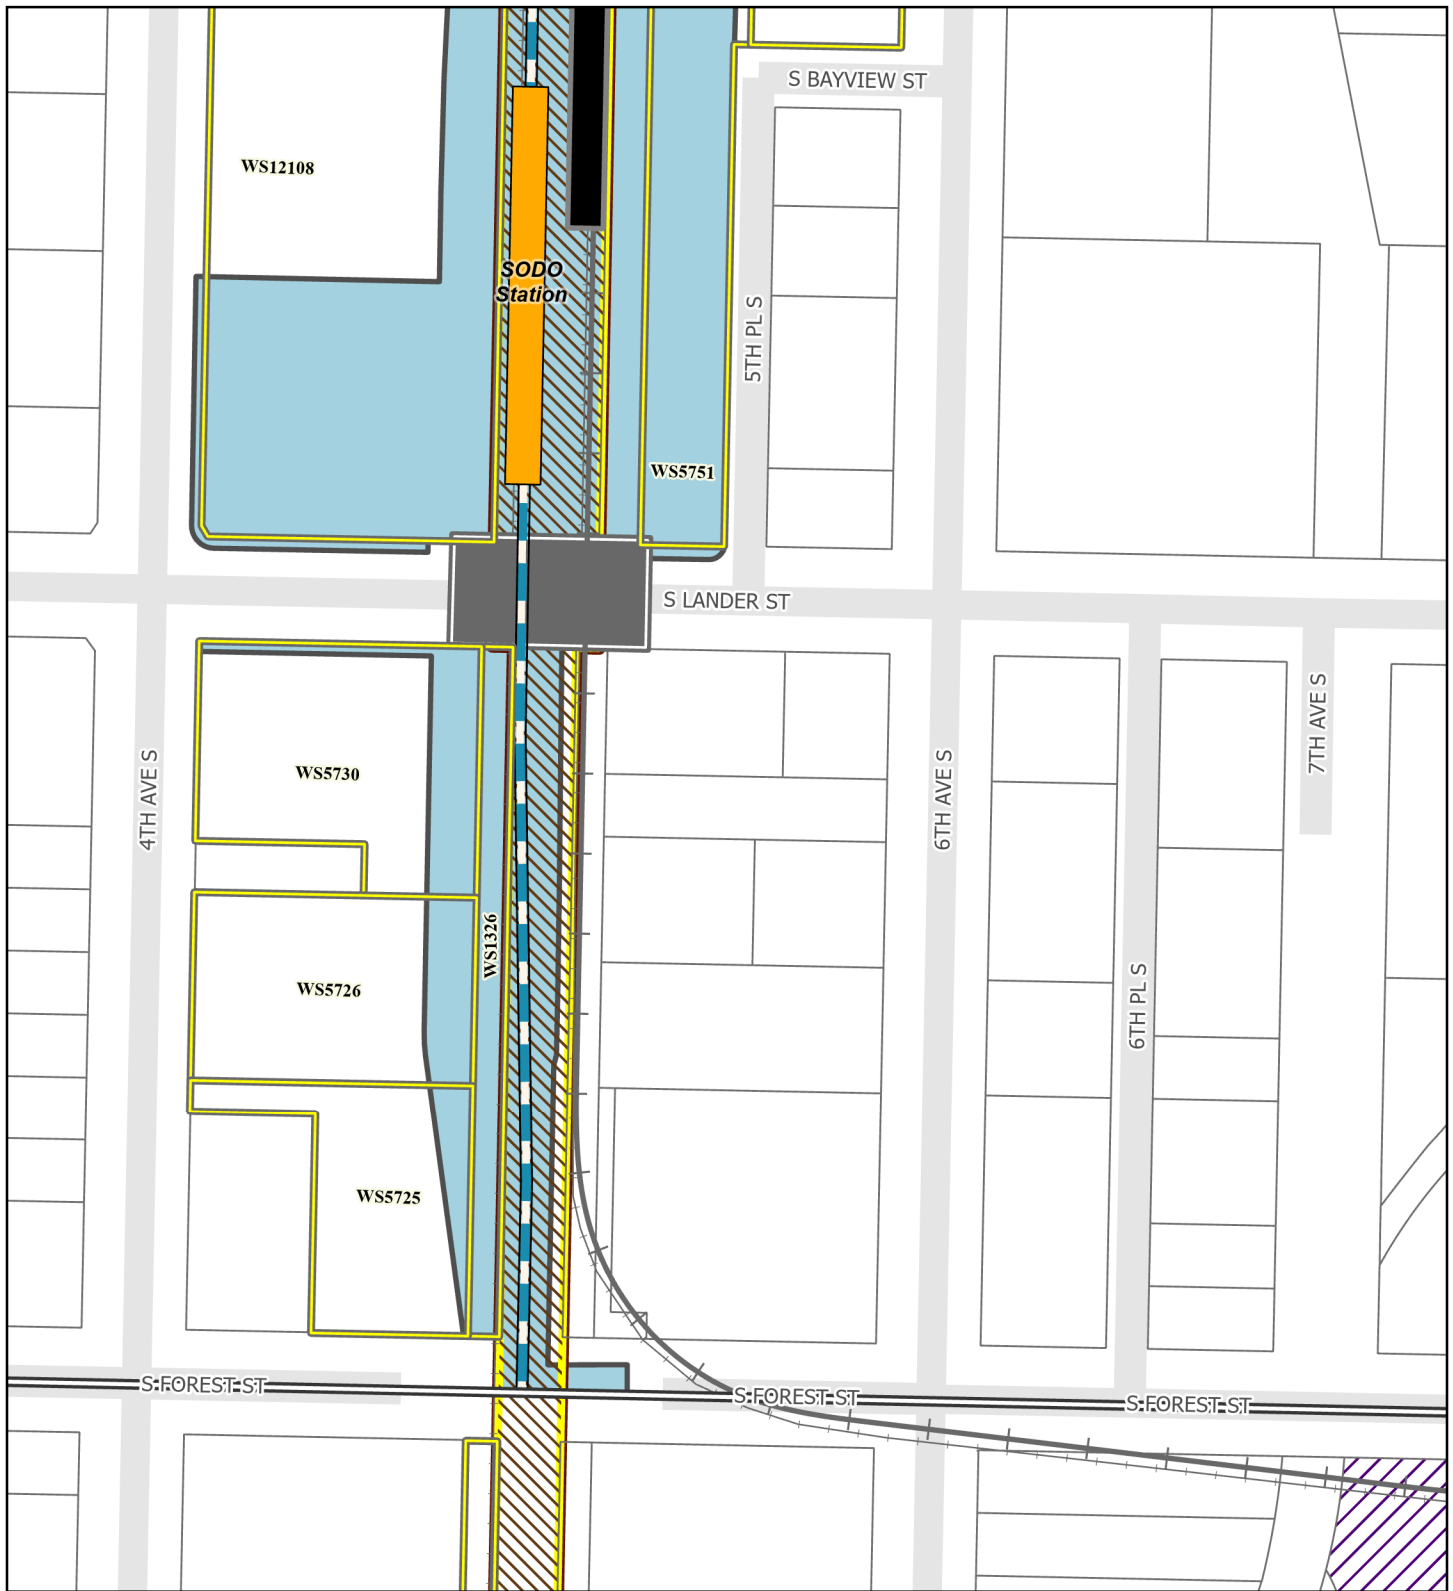 S BAYVIEW ST
WS12108
SODO
Station
5TH PL S
WS5751
S LANDER ST
4TH AVE S
WS5730
6TH AVE S
7TH AVE S
WS1326
WS5726
6TH PL S
WS5725
S FOREST ST
S FOREST ST
S FOREST ST